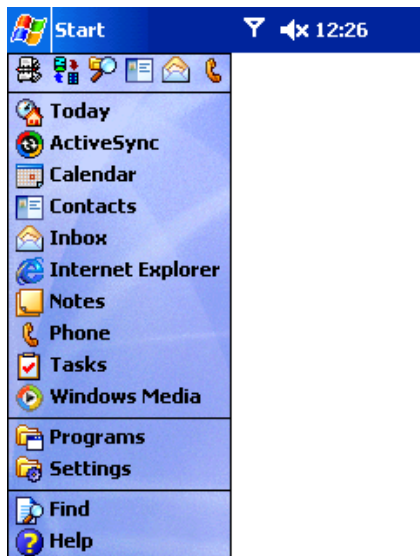 Start 12:26
Today
ActiveSync
Calendar
Contacts
Inbox
Internet Explorer
Notes
Phone
Tasks
Windows Media
Programs
Settings
Find
Help